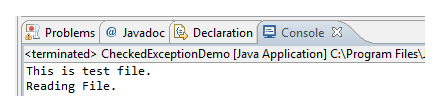 Problems @ Javadoc Declaration Console
<terminated> CheckedExceptionDemo [Java Application] C:\Program Files\
This is test file.
Reading File.